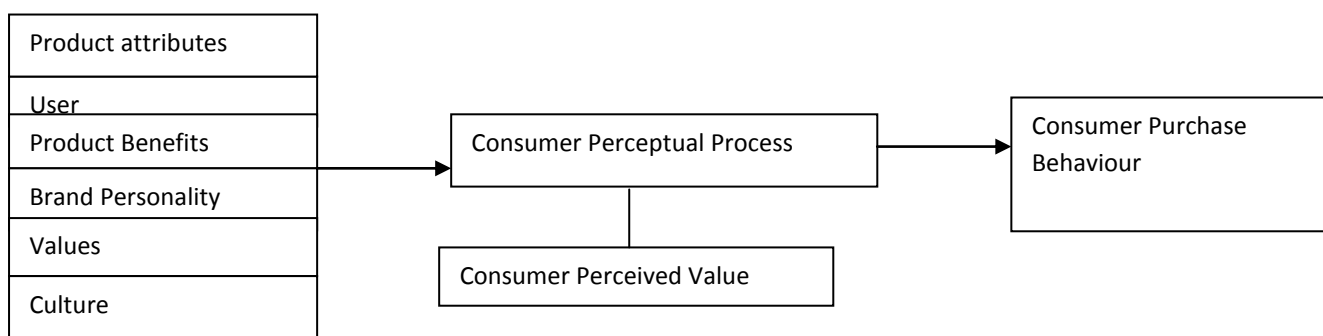 Product attributes
User
Product Benefits
Brand Personality
Values
Culture
Consumer Perceptual Process
Consumer Perceived Value
Consumer Purchase
Behaviour